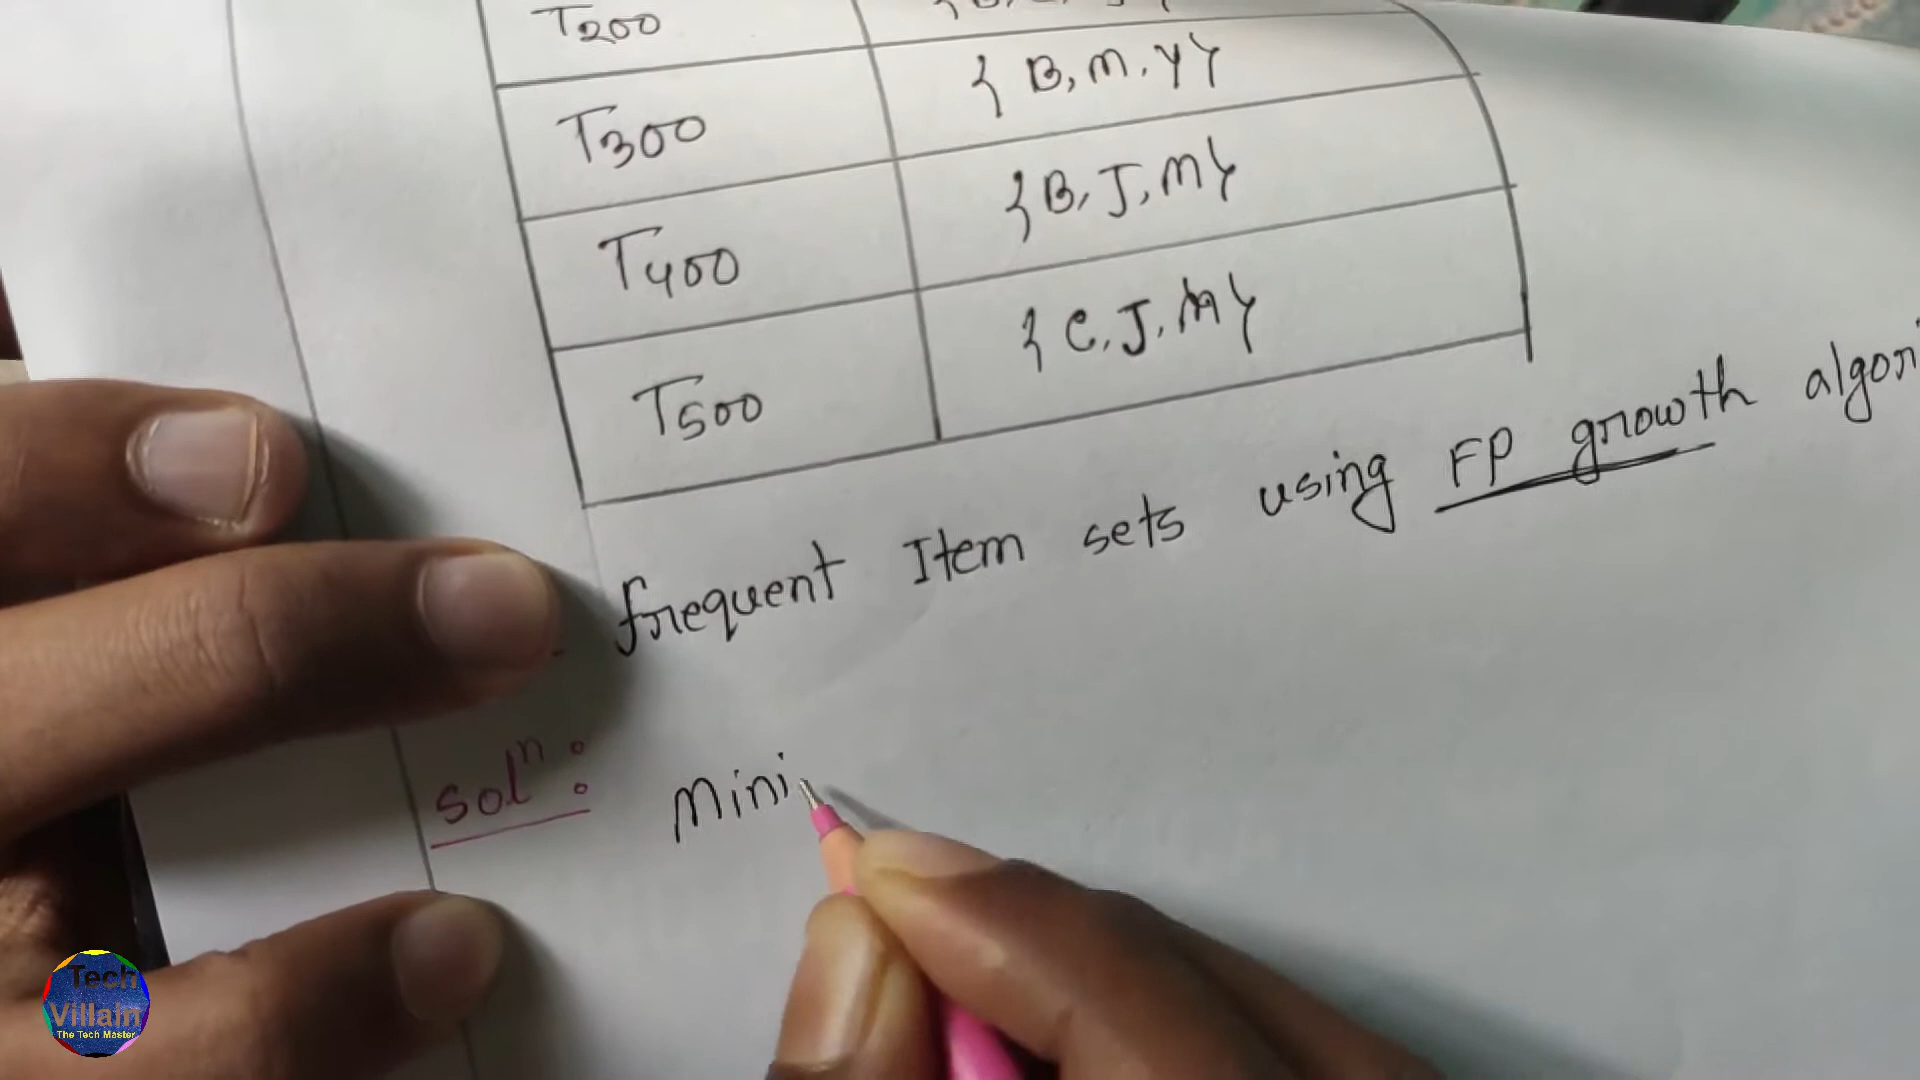 T200
T300 { B, M, Y}
T400 {B, J, M}
T500 { C, J, M}
frequent Item sets using FP growth
Solⁿ : Mini
Tech
Villain
The Tech Master